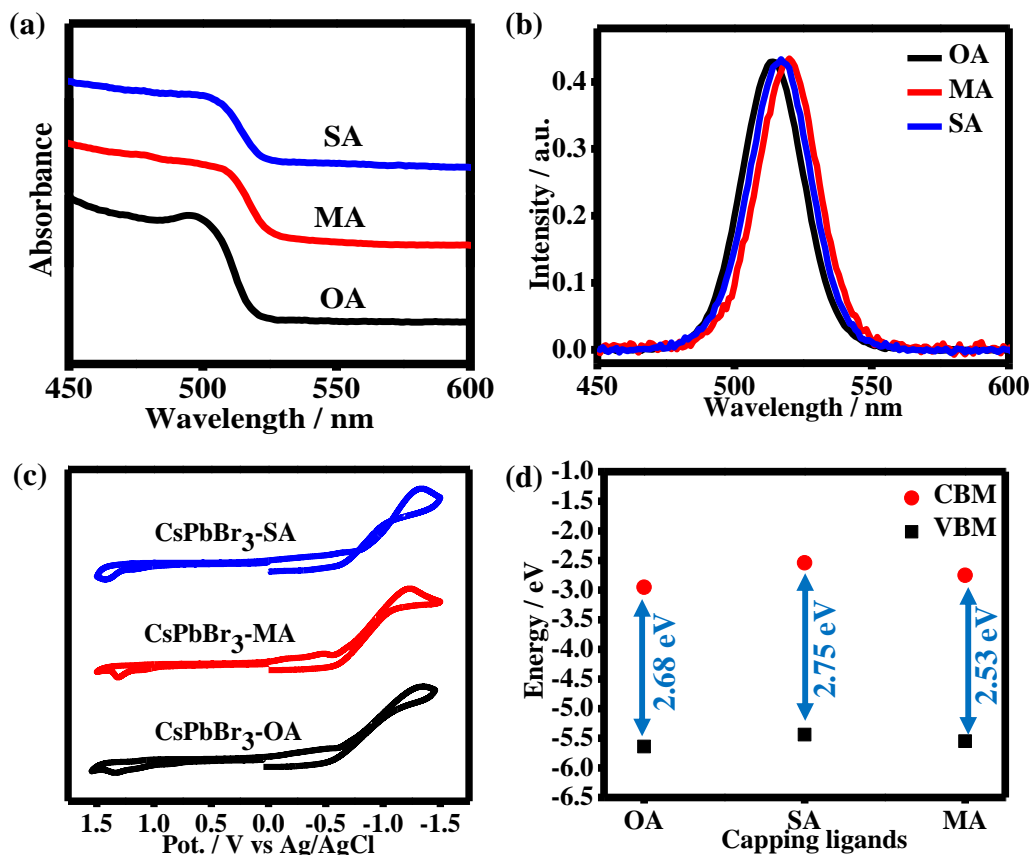 (a)
Absorbance
SA
MA
OA
450 500 550 600
Wavelength / nm
(b)
Intensity / a.u.
0.4
0.3
0.2
0.1
0.0
OA
MA
SA
450 500 550 600
Wavelength / nm
(c)
CsPbBr3-SA
CsPbBr3-MA
CsPbBr3-OA
1.5 1.0 0.5 0.0 -0.5 -1.0 -1.5
Pot. / V vs Ag/AgCl
(d)
Energy / eV
-1.0
-1.5
-2.0
-2.5
-3.0
-3.5
-4.0
-4.5
-5.0
-5.5
-6.0
-6.5
CBM
VBM
2.68 eV
2.75 eV
2.53 eV
OA SA MA
Capping ligands